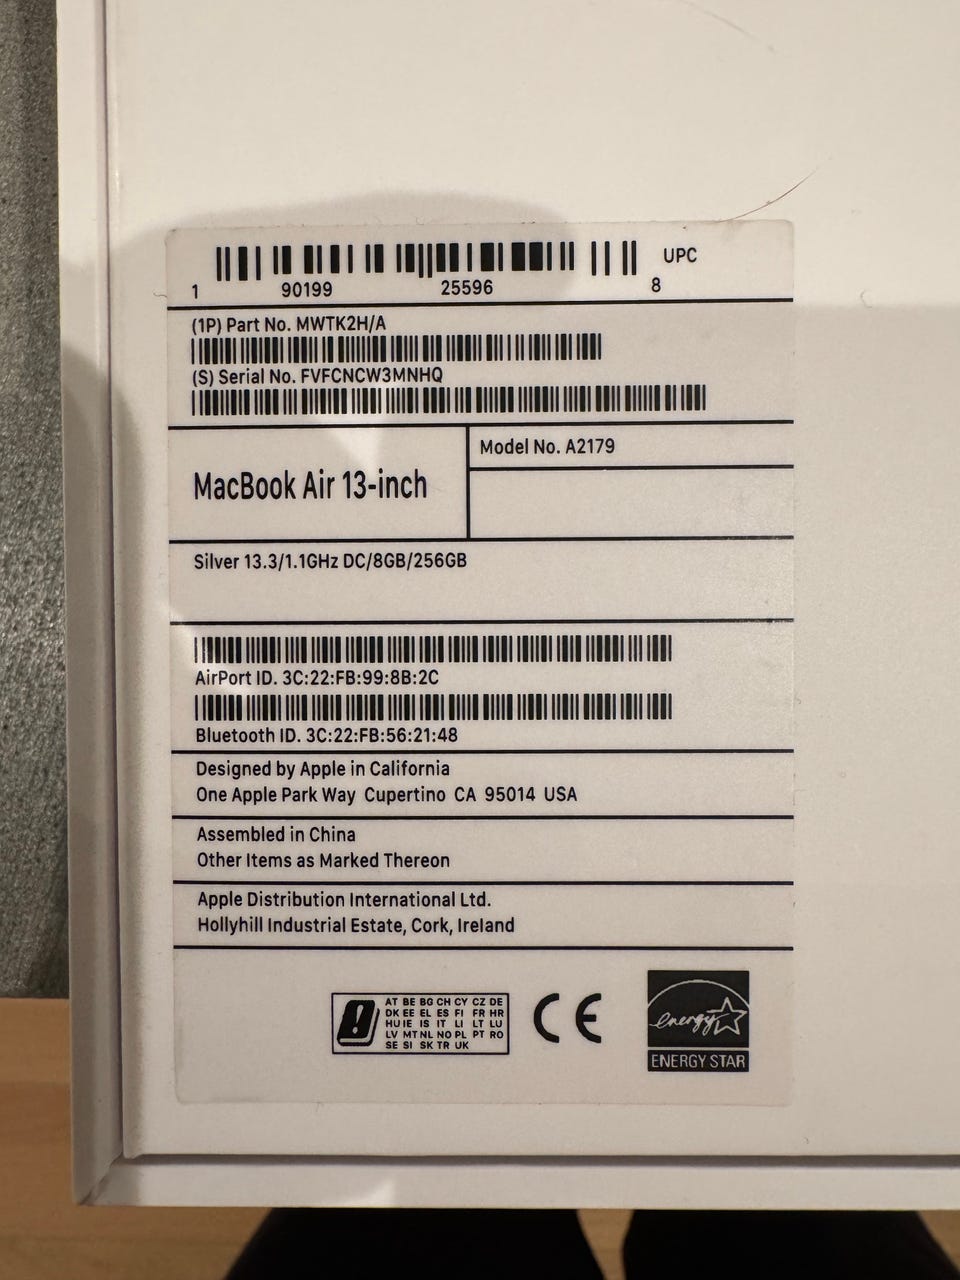 UPC
1 90199 25596 8
(1P) Part No. MWTK2H/A
(S) Serial No. FVFCNCW3MNHQ
MacBook Air 13-inch
Model No. A2179
Silver 13.3/1.1GHz DC/8GB/256GB
AirPort ID. 3C:22:FB:99:8B:2C
Bluetooth ID. 3C:22:FB:56:21:48
Designed by Apple in California
One Apple Park Way Cupertino CA 95014 USA
Assembled in China
Other Items as Marked Thereon
Apple Distribution International Ltd.
Hollyhill Industrial Estate, Cork, Ireland
AT BE BG CH CY CZ DE
DK EE EL ES FI FR HR
HU IE IS IT LI LT LU
LV MT NL NO PL PT RO
SE SI SK TR UK
CE
energy
ENERGY STAR